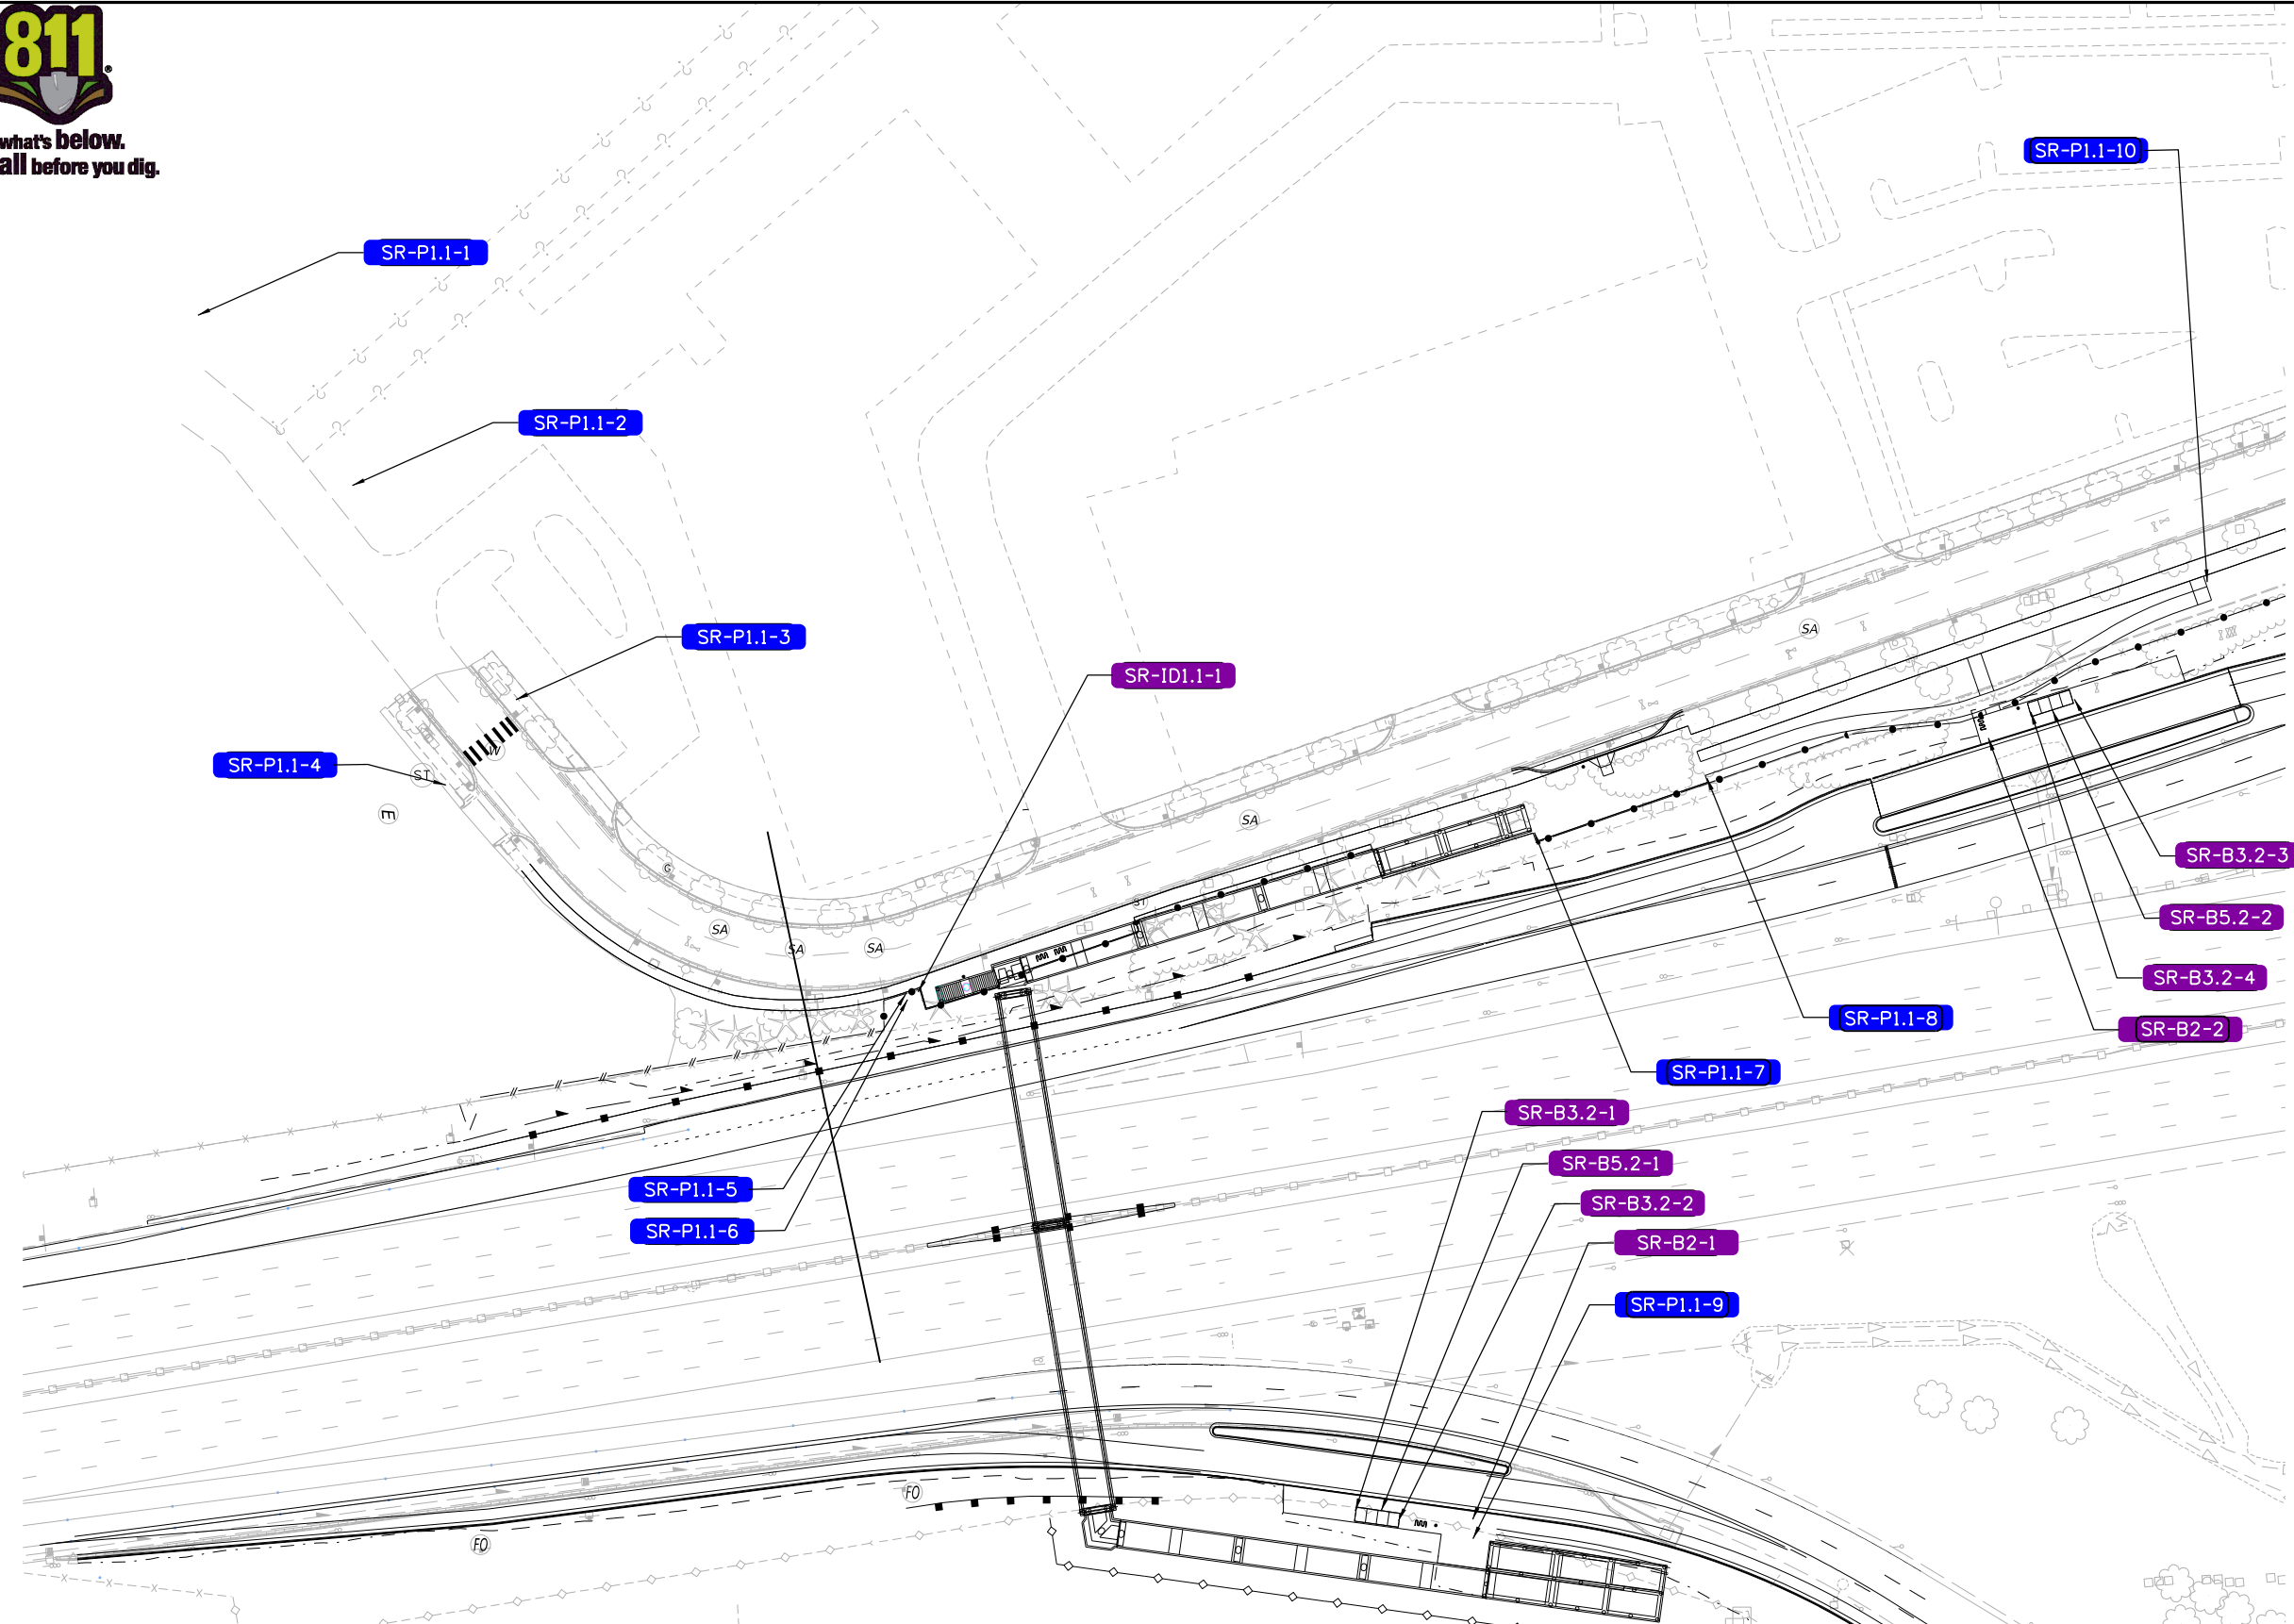 811
what's below.
all before you dig.
SR-P1.1-10
SR-P1.1-1
SR-P1.1-2
SR-P1.1-3
SA
SR-ID1.1-1
W
ST
SR-P1.1-4
E
SA
SR-B3.2-3
G
ST
SR-B5.2-2
SA
SA
SA
SR-B3.2-4
SR-P1.1-8
SR-B2-2
SR-P1.1-7
SR-B3.2-1
SR-B5.2-1
SR-P1.1-5
SR-B3.2-2
SR-P1.1-6
SR-B2-1
SR-P1.1-9
FO
FO